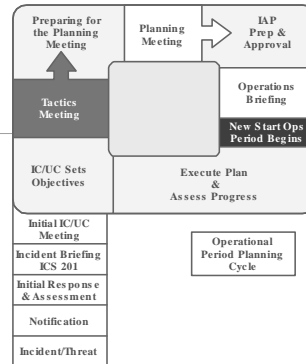 Preparing for
the Planning
Meeting
Planning
Meeting
IAP
Prep &
Approval
Tactics
Meeting
Operations
Briefing
New Start Ops
Period Begins
IC/UC Sets
Objectives
Execute Plan
&
Assess Progress
Initial IC/UC
Meeting
Incident Briefing
ICS 201
Initial Response
& Assessment
Notification
Incident/Threat
Operational
Period Planning
Cycle